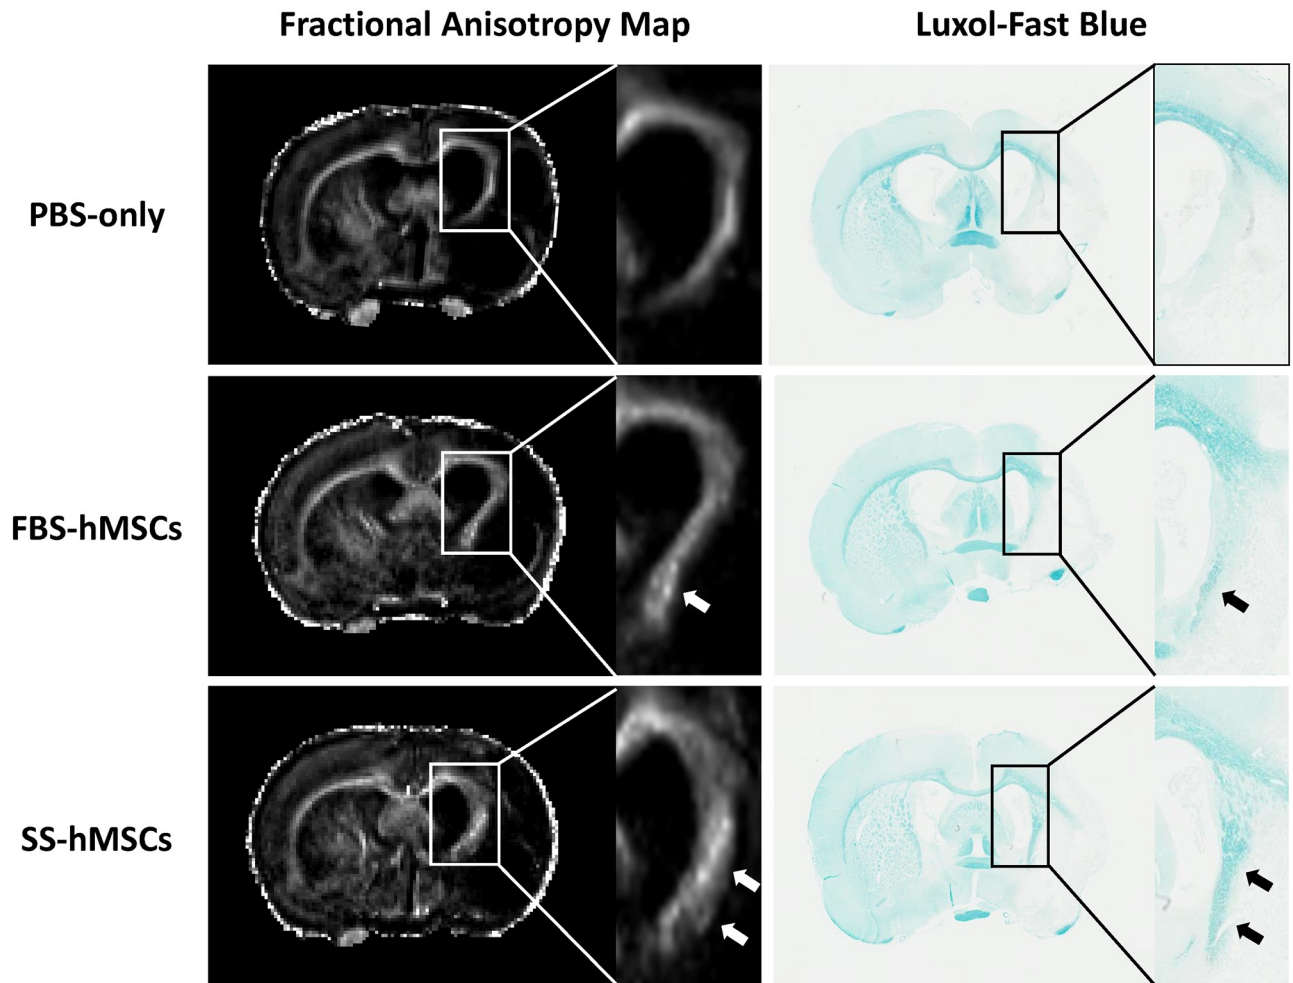 Fractional Anisotropy Map
Luxol-Fast Blue
PBS-only
FBS-hMSCs
SS-hMSCs